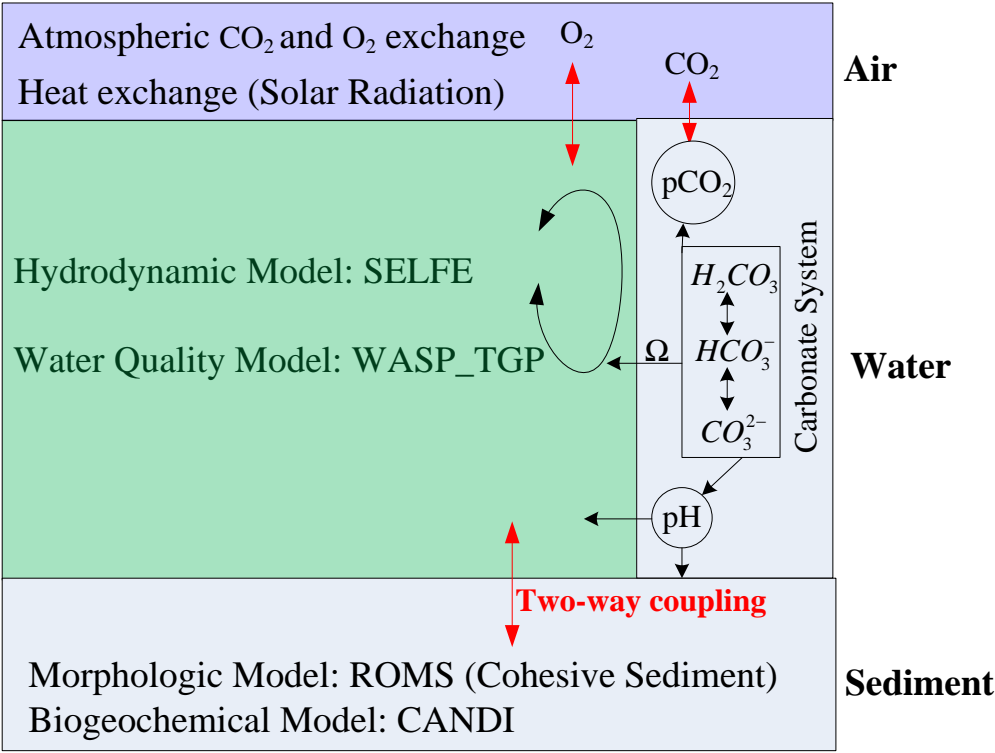 Atmospheric CO₂ and O₂ exchange
Heat exchange (Solar Radiation)
O₂
CO₂
Air
pCO₂
Hydrodynamic Model: SELFE
Water Quality Model: WASP_TGP
Ω
H₂CO₃
HCO₃⁻
CO₃²⁻
Carbonate System
Water
pH
Two-way coupling
Morphologic Model: ROMS (Cohesive Sediment)
Biogeochemical Model: CANDI
Sediment